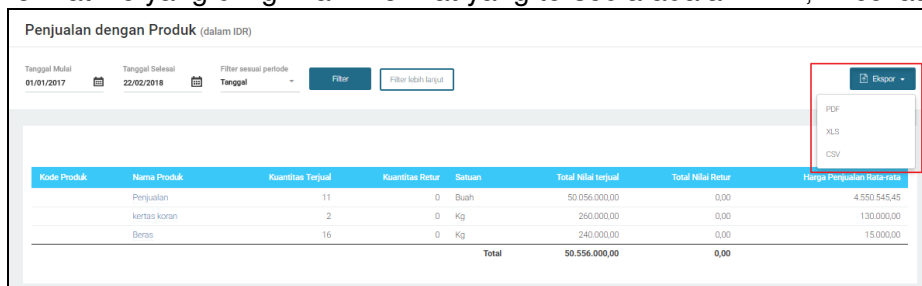 Penjualan dengan Produk (dalam IDR)
Tanggal Mulai Tanggal Selesai Filter sesuai periode
01/01/2017 22/02/2018 Tanggal Filter Filter lebih lanjut Ekspor
PDF
XLS
CSV
Kode Produk Nama Produk Kuantitas Terjual Kuantitas Retur Satuan Total Nilai terjual Total Nilai Retur Harga Penjualan Rata-rata
Penjualan 11 0 Buah 50.056.000,00 0,00 4.550.545,45
kertas koran 2 0 Kg 260.000,00 0,00 130.000,00
Beras 16 0 Kg 240.000,00 0,00 15.000,00
Total 50.556.000,00 0,00